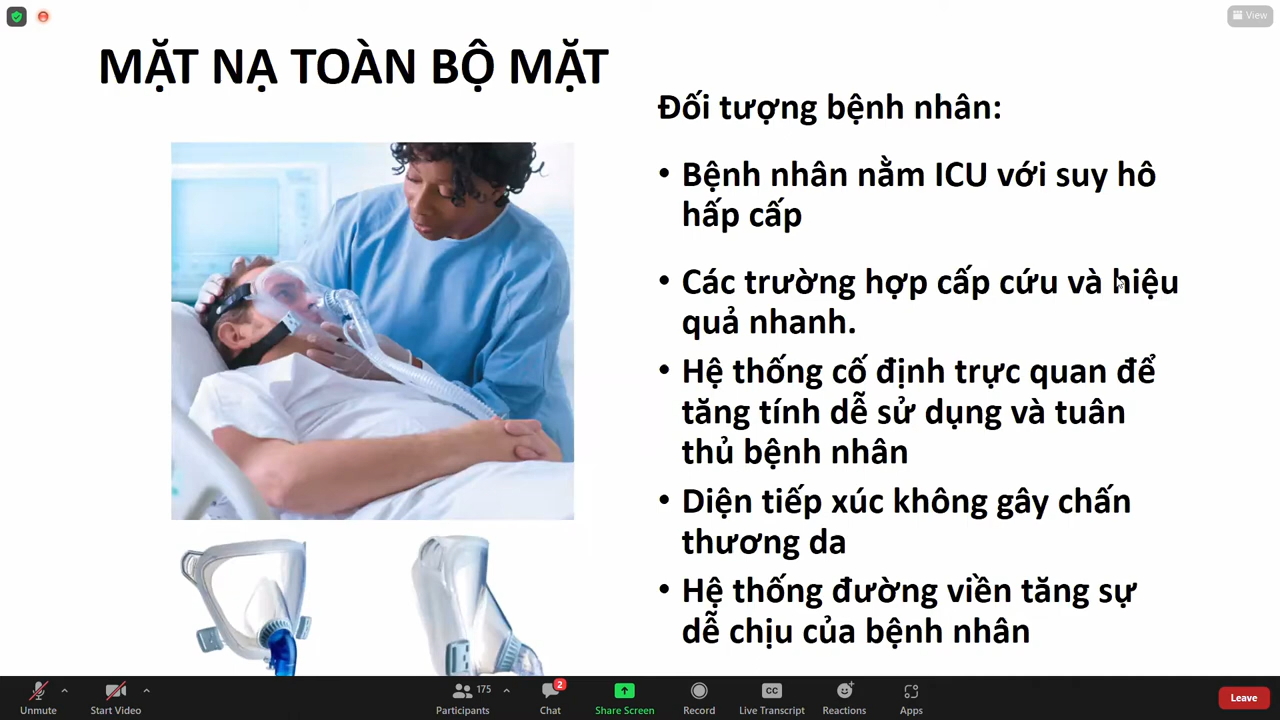 View
MẶT NẠ TOÀN BỘ MẶT
Đối tượng bệnh nhân:
• Bệnh nhân nằm ICU với suy hô
hấp cấp
• Các trường hợp cấp cứu và hiệu
quả nhanh.
• Hệ thống cố định trực quan để
tăng tính dễ sử dụng và tuân
thủ bệnh nhân
• Diện tiếp xúc không gây chấn
thương da
• Hệ thống đường viền tăng sự
dễ chịu của bệnh nhân
Unmute
Start Video
Participants 175
Chat 2
Share Screen
Record
CC Live Transcript
Reactions
Apps
Leave